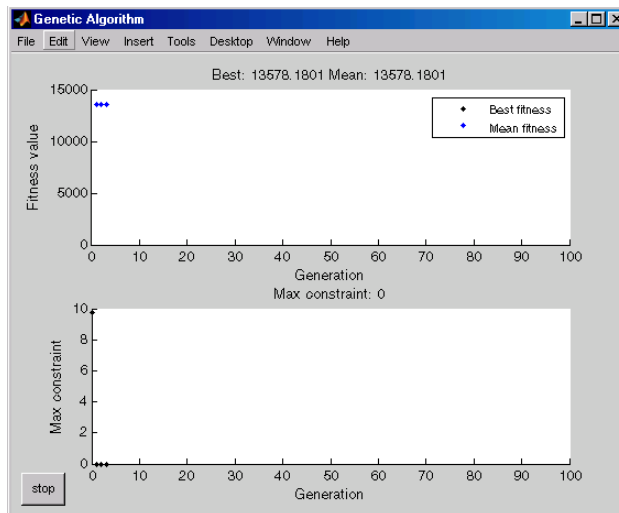 Genetic Algorithm
File Edit View Insert Tools Desktop Window Help
Best: 13578.1801 Mean: 13578.1801
15000
10000
5000
0
Fitness value
Best fitness
Mean fitness
0 10 20 30 40 50 60 70 80 90 100
Generation
Max constraint: 0
10
8
6
4
2
0
Max constraint
0 10 20 30 40 50 60 70 80 90 100
Generation
stop